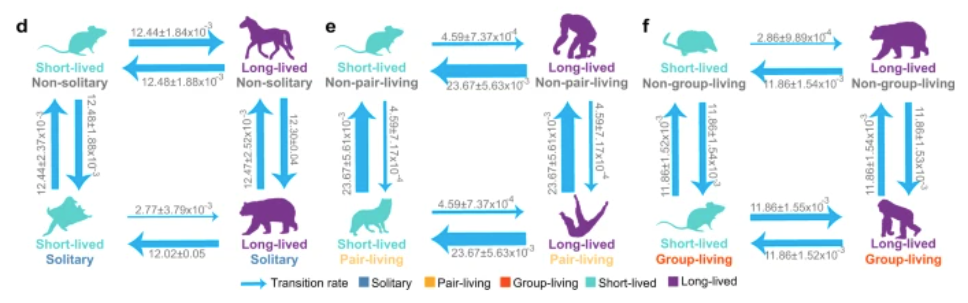 d
12.44±1.84x10^-3
Short-lived
Non-solitary
Long-lived
Non-solitary
12.48±1.88x10^-3
12.44±2.37x10^-3
12.48±1.88x10^-3
12.47±2.52x10^-3
12.30±0.04
2.77±3.79x10^-3
Short-lived
Solitary
Long-lived
Solitary
12.02±0.05
e
4.59±7.37x10^-4
Short-lived
Non-pair-living
Long-lived
Non-pair-living
23.67±5.63x10^-3
23.67±5.61x10^-3
4.59±7.17x10^-4
23.67±5.61x10^-3
4.59±7.17x10^-4
4.59±7.37x10^-4
Short-lived
Pair-living
Long-lived
Pair-living
23.67±5.63x10^-3
f
2.86±9.89x10^-4
Short-lived
Non-group-living
Long-lived
Non-group-living
11.86±1.54x10^-3
11.86±1.52x10^-3
11.86±1.54x10^-3
11.86±1.54x10^-3
11.86±1.53x10^-3
11.86±1.55x10^-3
Short-lived
Group-living
Long-lived
Group-living
11.86±1.52x10^-3
Transition rate Solitary Pair-living Group-living Short-lived Long-lived